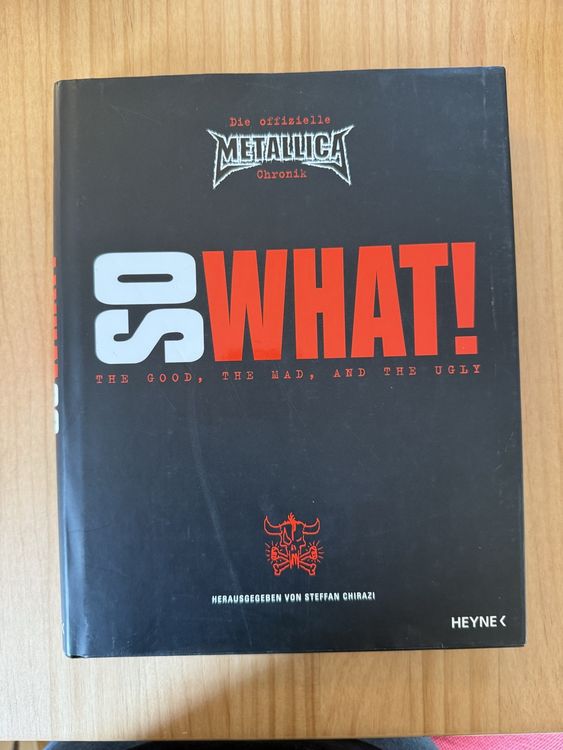 Die offizielle
METALLICA
Chronik
SO WHAT!
THE GOOD, THE MAD, AND THE UGLY
HERAUSGEGEBEN VON STEFFAN CHIRAZI
HEYNE